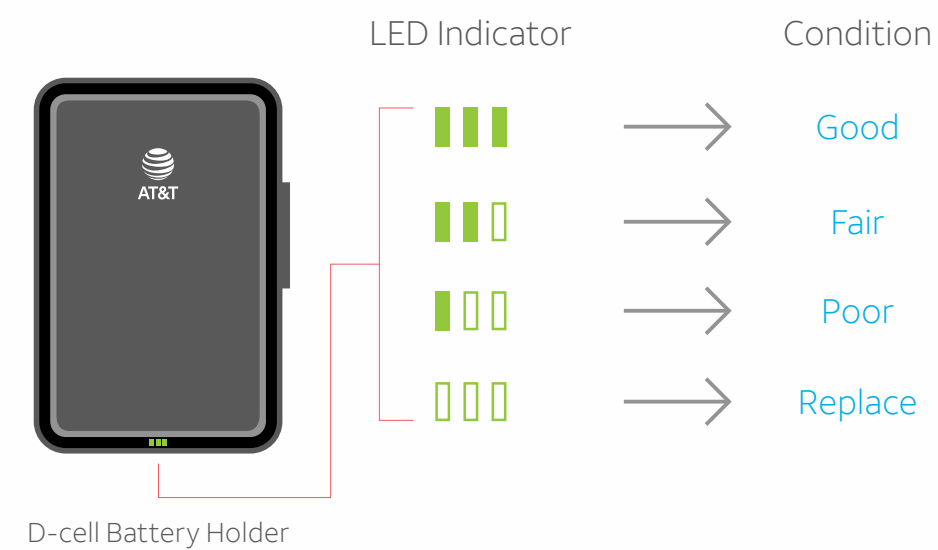 LED Indicator
Condition
AT&T
Good
Fair
Poor
Replace
D-cell Battery Holder